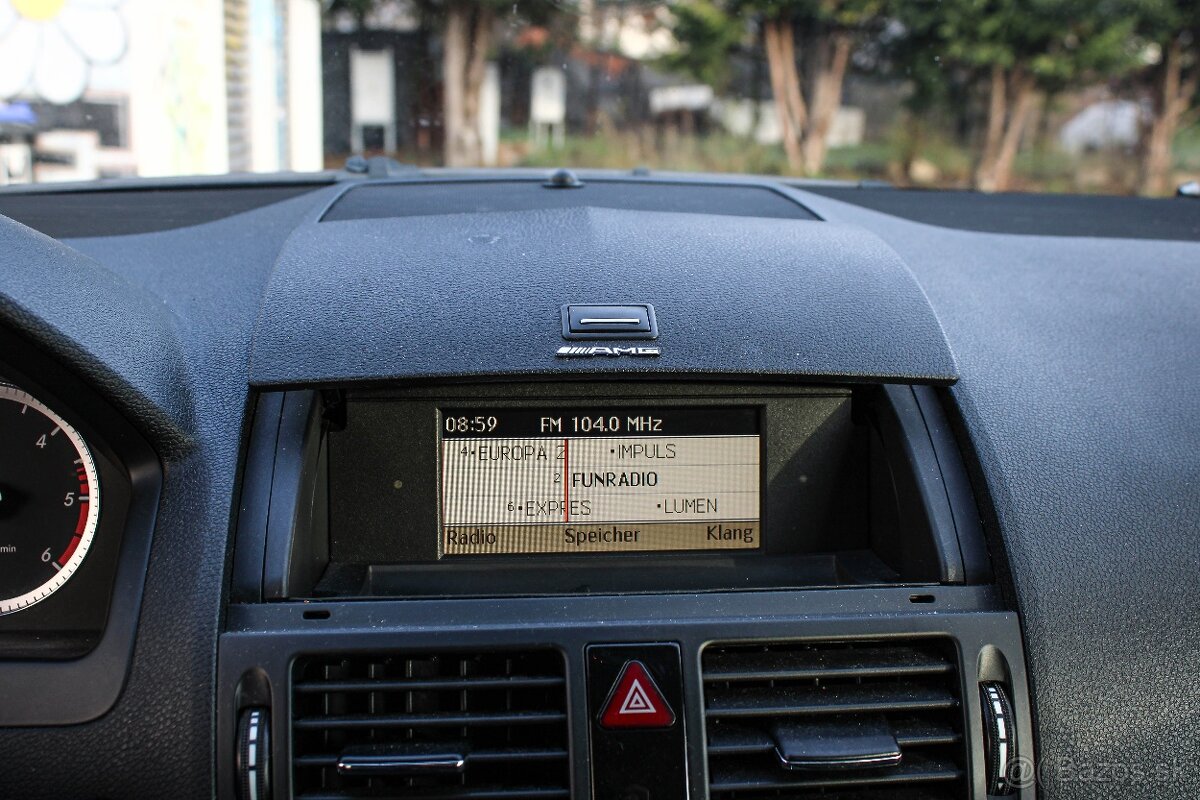 AMG
08:59 FM 104.0 MHz
4•EUROPA 2 •IMPULS
2 FUNRADIO
6•EXPRES •LUMEN
Radio Speicher Klang
4
5
6
min
@Bazos.sk